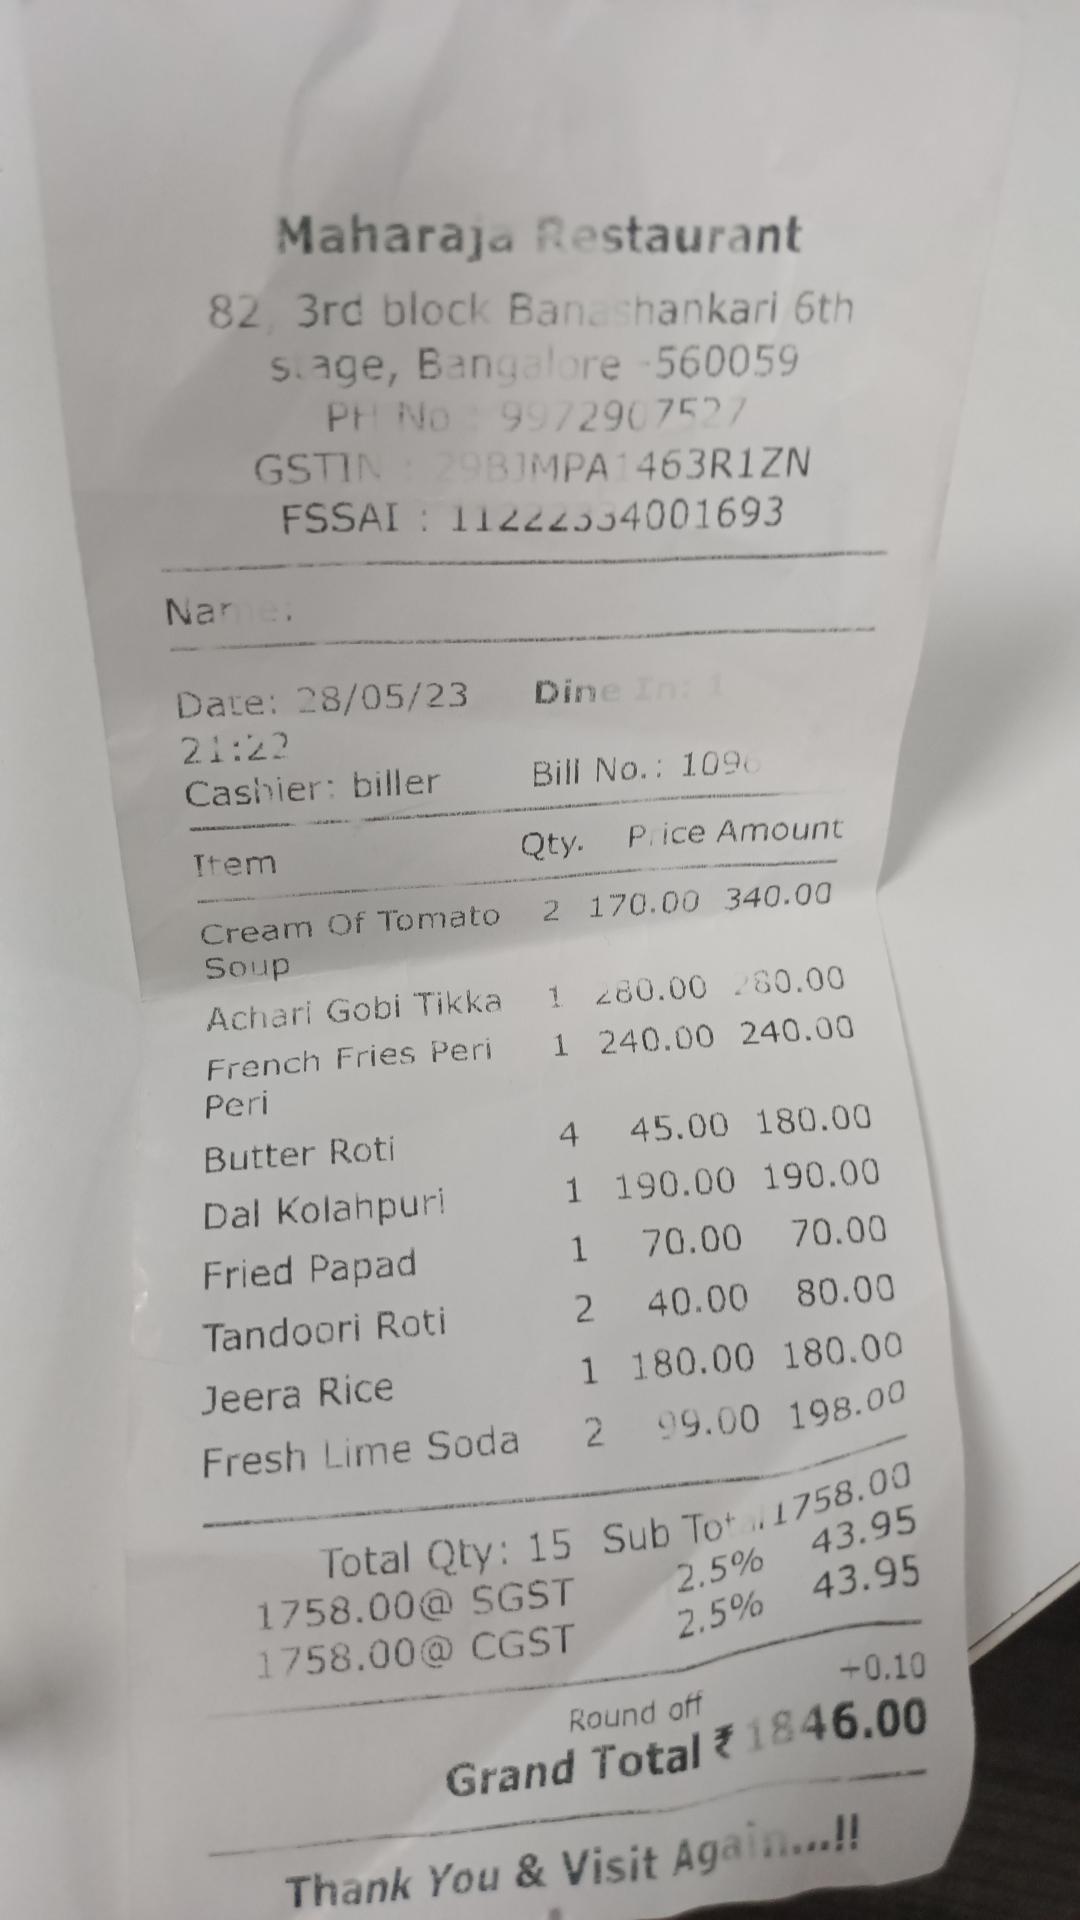 Maharaja Restaurant
82, 3rd block Banashankari 6th
stage, Bangalore -560059
PH No : 9972907527
GSTIN : 29BJMPA1463R1ZN
FSSAI : 11222334001693
Name:
Date: 28/05/23 Dine In: 1
21:22
Cashier: biller Bill No.: 1096
Item Qty. Price Amount
Cream Of Tomato 2 170.00 340.00
Soup
Achari Gobi Tikka 1 280.00 280.00
French Fries Peri 1 240.00 240.00
Peri
Butter Roti 4 45.00 180.00
Dal Kolahpuri 1 190.00 190.00
Fried Papad 1 70.00 70.00
Tandoori Roti 2 40.00 80.00
Jeera Rice 1 180.00 180.00
Fresh Lime Soda 2 99.00 198.00
Total Qty: 15 Sub Total 1758.00
1758.00@ SGST 2.5% 43.95
1758.00@ CGST 2.5% 43.95
Round off +0.10
Grand Total ₹ 1846.00
Thank You & Visit Again...!!